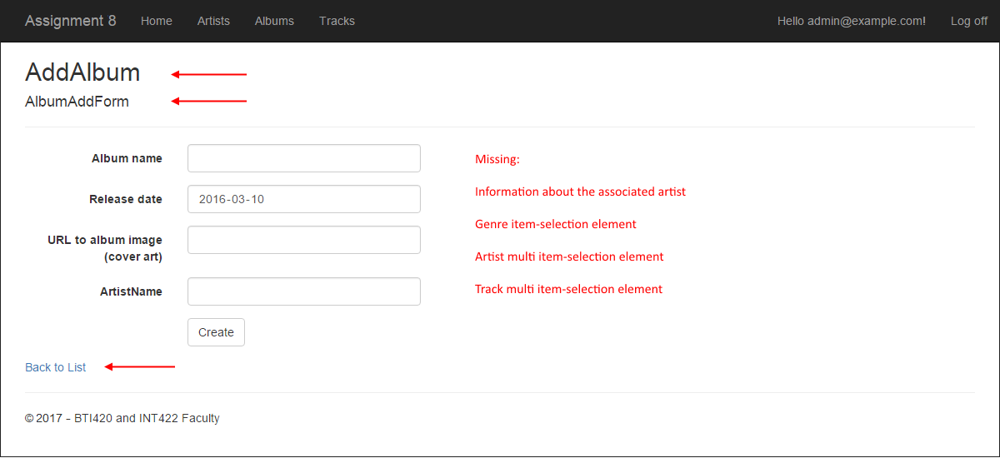 Assignment 8 Home Artists Albums Tracks Hello admin@example.com! Log off
AddAlbum
AlbumAddForm
Album name
Missing:
Information about the associated artist
Release date 2016-03-10
Genre item-selection element
URL to album image
(cover art)
Artist multi item-selection element
ArtistName
Track multi item-selection element
Create
Back to List
© 2017 - BTI420 and INT422 Faculty